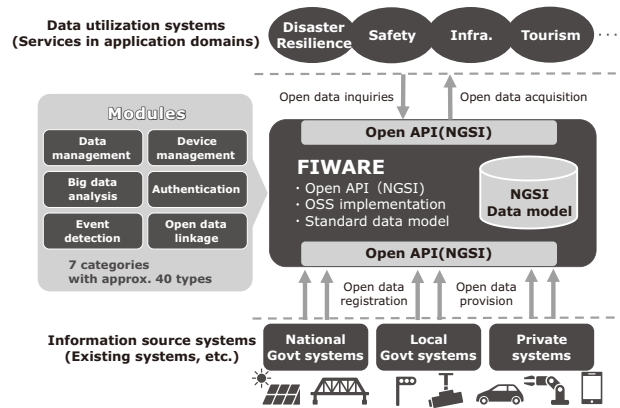 Data utilization systems
(Services in application domains)
Disaster
Resilience
Safety
Infra.
Tourism
···
Open data inquiries
Open data acquisition
Modules
Data
management
Device
management
Big data
analysis
Authentication
Event
detection
Open data
linkage
7 categories
with approx. 40 types
Open API(NGSI)
FIWARE
・Open API（NGSI）
・OSS implementation
・Standard data model
NGSI
Data model
Open API(NGSI)
Open data
registration
Open data
provision
Information source systems
(Existing systems, etc.)
National
Govt systems
Local
Govt systems
Private
systems